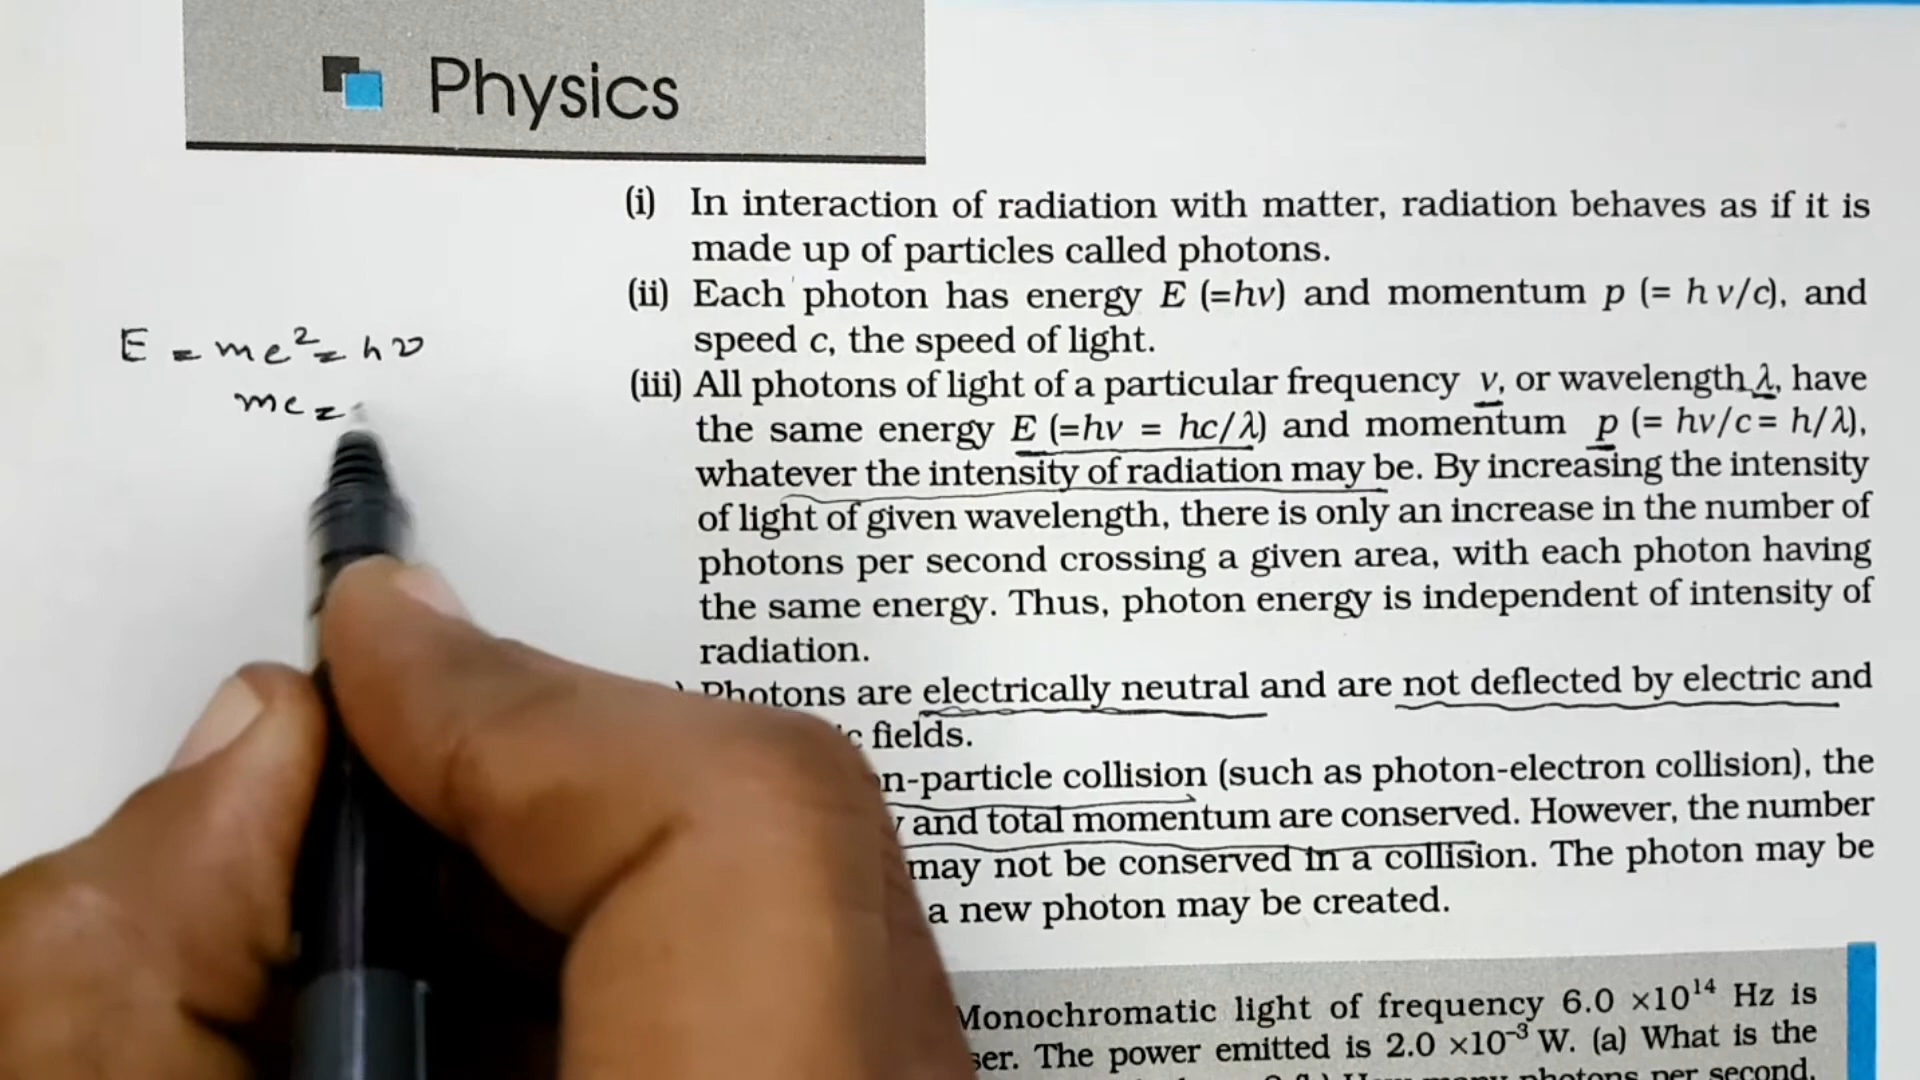 Physics
(i) In interaction of radiation with matter, radiation behaves as if it is
made up of particles called photons.
(ii) Each photon has energy E (=hν) and momentum p (= h ν/c), and
speed c, the speed of light.
E = mc² = hν
mc =
(iii) All photons of light of a particular frequency ν, or wavelength λ, have
the same energy E (=hν = hc/λ) and momentum p (= hν/c = h/λ),
whatever the intensity of radiation may be. By increasing the intensity
of light of given wavelength, there is only an increase in the number of
photons per second crossing a given area, with each photon having
the same energy. Thus, photon energy is independent of intensity of
radiation.
Photons are electrically neutral and are not deflected by electric and
fields.
n-particle collision (such as photon-electron collision), the
and total momentum are conserved. However, the number
may not be conserved in a collision. The photon may be
a new photon may be created.
Monochromatic light of frequency 6.0 ×10¹⁴ Hz is
ser. The power emitted is 2.0 ×10⁻³ W. (a) What is the
photons per second,